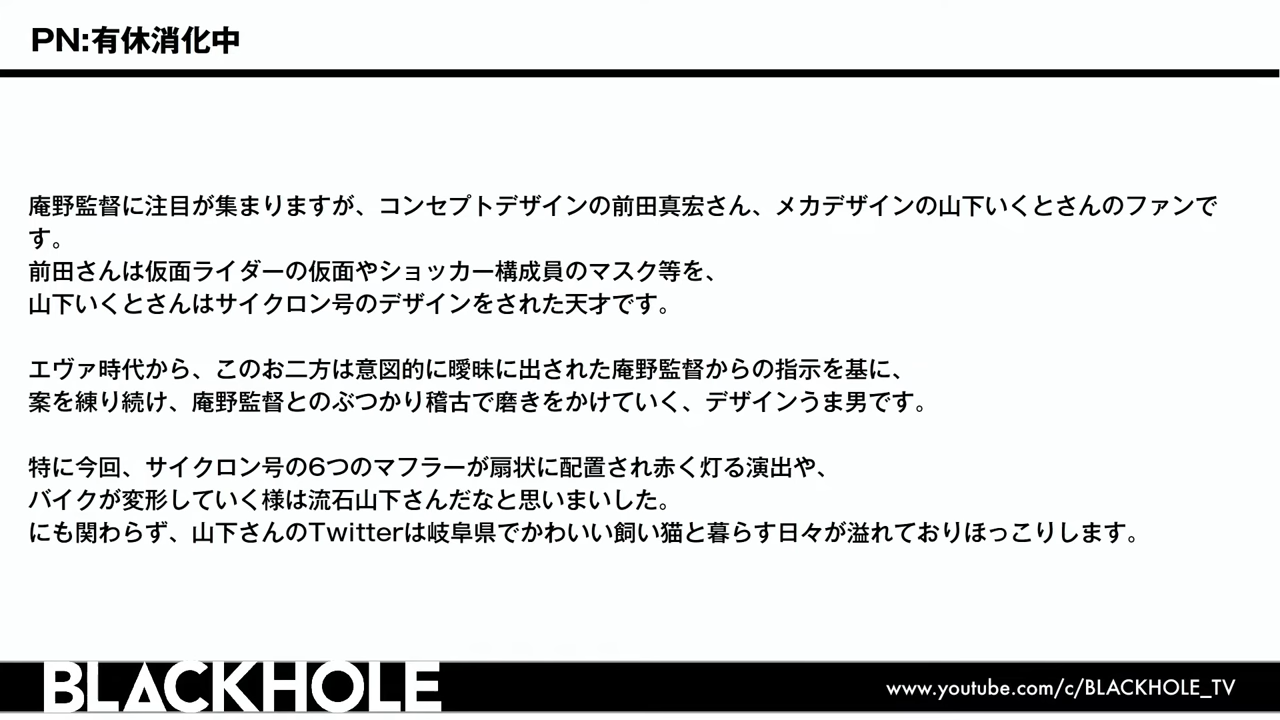 PN:有休消化中
庵野監督に注目が集まりますが、コンセプトデザインの前田真宏さん、メカデザインの山下いくとさんのファンで
す。
前田さんは仮面ライダーの仮面やショッカー構成員のマスク等を、
山下いくとさんはサイクロン号のデザインをされた天才です。
エヴァ時代から、このお二方は意図的に曖昧に出された庵野監督からの指示を基に、
案を練り続け、庵野監督とのぶつかり稽古で磨きをかけていく、デザインうま男です。
特に今回、サイクロン号の6つのマフラーが扇状に配置され赤く灯る演出や、
バイクが変形していく様は流石山下さんだなと思いまいした。
にも関わらず、山下さんのTwitterは岐阜県でかわいい飼い猫と暮らす日々が溢れておりほっこりします。
BLACKHOLE
www.youtube.com/c/BLACKHOLE_TV